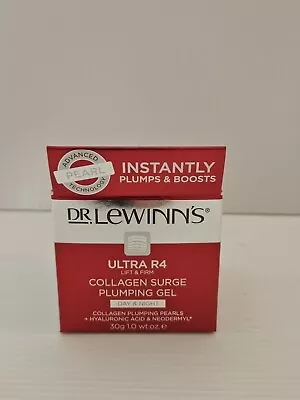 ADVANCED
PEARL
TECHNOLOGY
INSTANTLY
PLUMPS & BOOSTS
DR. LEWINN'S®
ULTRA R4
LIFT & FIRM
COLLAGEN SURGE
PLUMPING GEL
DAY & NIGHT
COLLAGEN PLUMPING PEARLS
+ HYALURONIC ACID & NEODERMYL®
30g 1.0 wt.oz. ℮